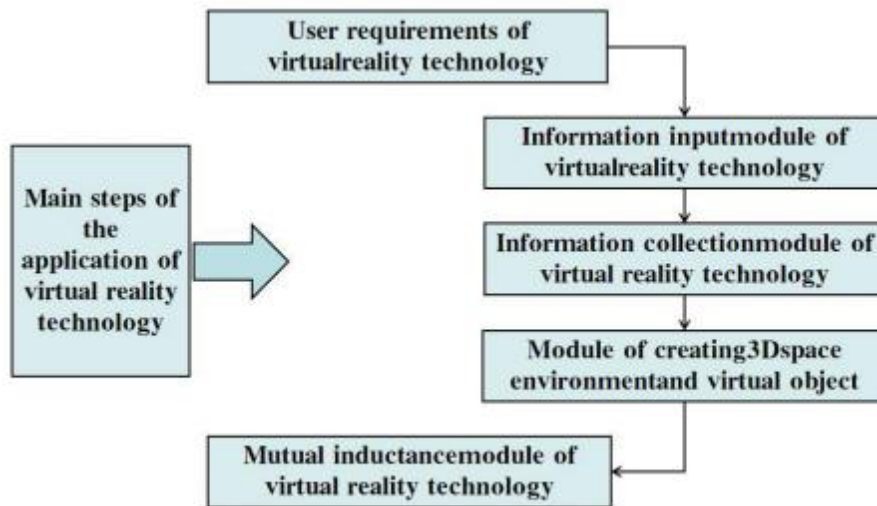 User requirements of
virtualreality technology
Information inputmodule of
virtualreality technology
Main steps of
the
application of
virtual reality
technology
Information collectionmodule of
virtual reality technology
Module of creating3Dspace
environmentand virtual object
Mutual inductancemodule of
virtual reality technology